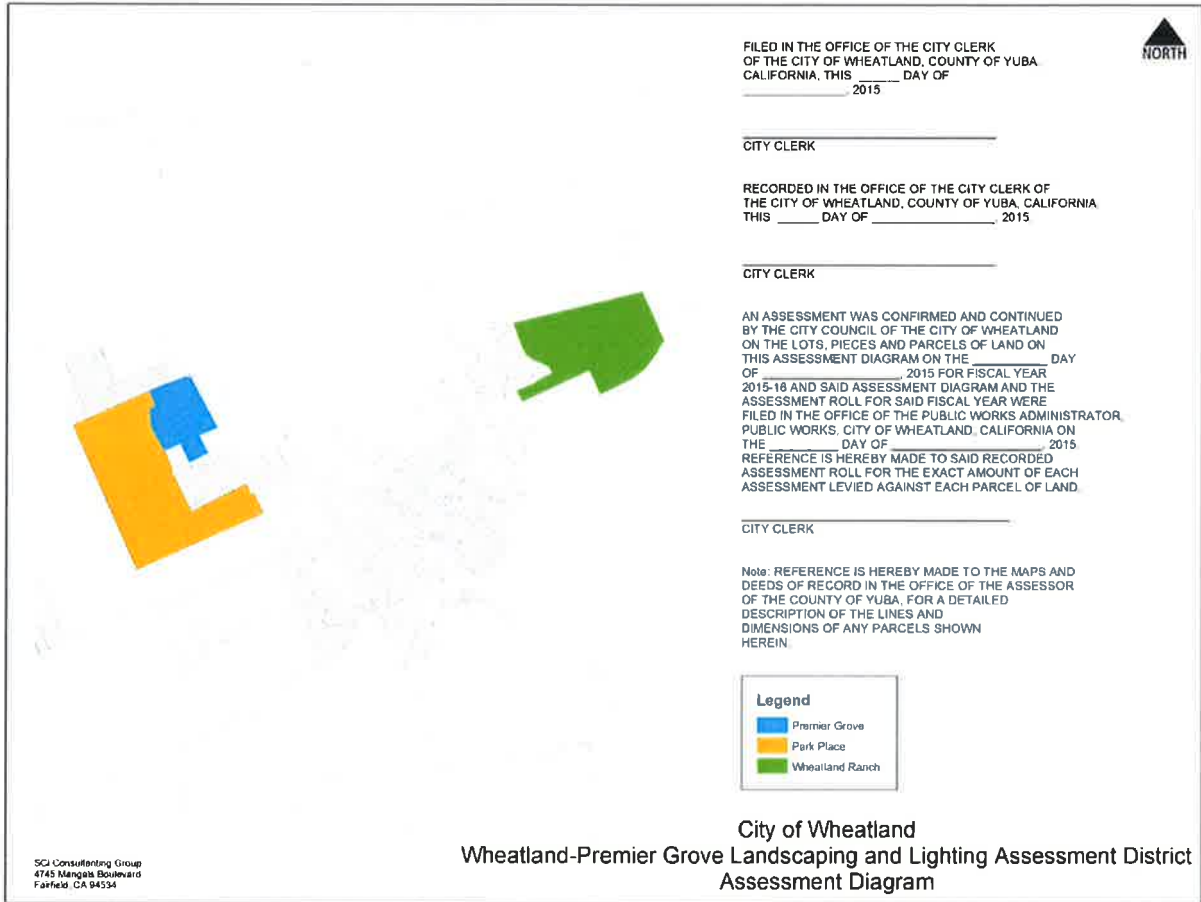 NORTH
FILED IN THE OFFICE OF THE CITY CLERK
OF THE CITY OF WHEATLAND, COUNTY OF YUBA
CALIFORNIA, THIS ______ DAY OF
________________, 2015
CITY CLERK
RECORDED IN THE OFFICE OF THE CITY CLERK OF
THE CITY OF WHEATLAND, COUNTY OF YUBA, CALIFORNIA
THIS ______ DAY OF __________________, 2015
CITY CLERK
AN ASSESSMENT WAS CONFIRMED AND CONTINUED
BY THE CITY COUNCIL OF THE CITY OF WHEATLAND
ON THE LOTS, PIECES AND PARCELS OF LAND ON
THIS ASSESSMENT DIAGRAM ON THE __________ DAY
OF ____________________, 2015 FOR FISCAL YEAR
2015-16 AND SAID ASSESSMENT DIAGRAM AND THE
ASSESSMENT ROLL FOR SAID FISCAL YEAR WERE
FILED IN THE OFFICE OF THE PUBLIC WORKS ADMINISTRATOR,
PUBLIC WORKS, CITY OF WHEATLAND, CALIFORNIA ON
THE __________ DAY OF ______________________, 2015.
REFERENCE IS HEREBY MADE TO SAID RECORDED
ASSESSMENT ROLL FOR THE EXACT AMOUNT OF EACH
ASSESSMENT LEVIED AGAINST EACH PARCEL OF LAND.
CITY CLERK
Note: REFERENCE IS HEREBY MADE TO THE MAPS AND
DEEDS OF RECORD IN THE OFFICE OF THE ASSESSOR
OF THE COUNTY OF YUBA, FOR A DETAILED
DESCRIPTION OF THE LINES AND
DIMENSIONS OF ANY PARCELS SHOWN
HEREIN.
Legend
Premier Grove
Park Place
Wheatland Ranch
City of Wheatland
Wheatland-Premier Grove Landscaping and Lighting Assessment District
Assessment Diagram
SCI Consultenting Group
4745 Mangels Boulevard
Fairfield, CA 94534